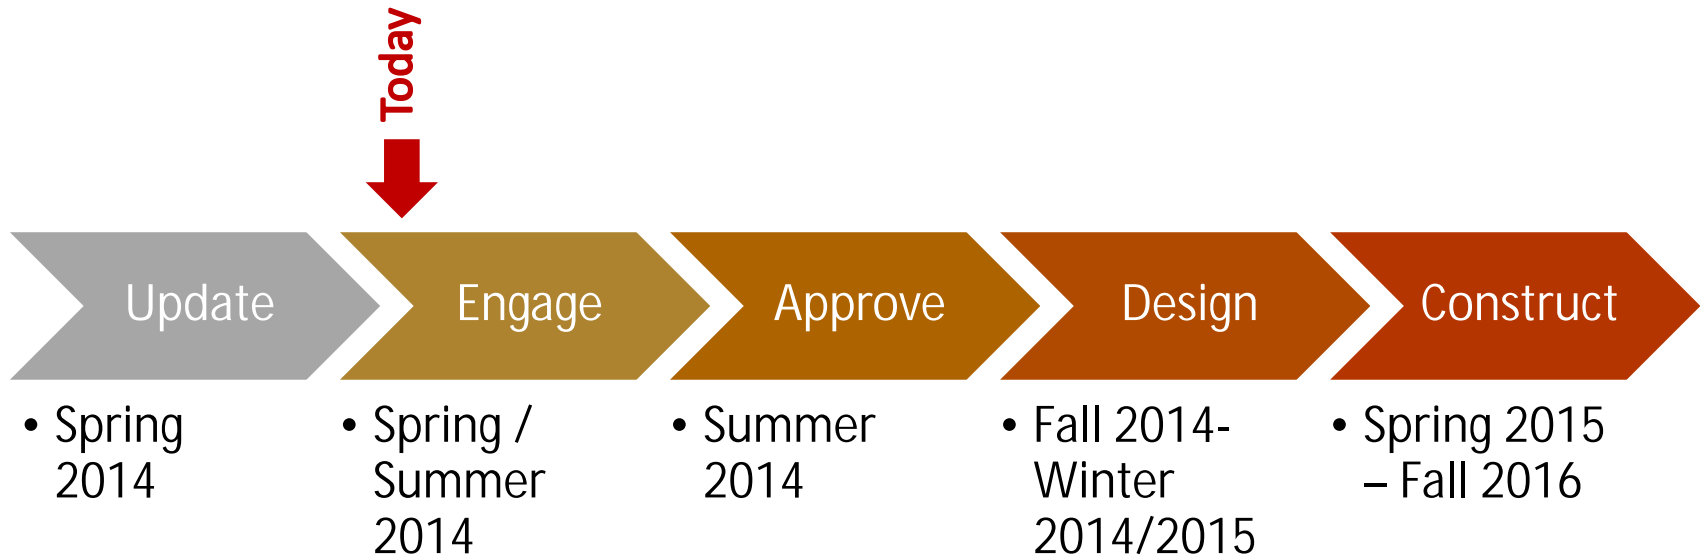 Today
Update
Engage
Approve
Design
Construct
• Spring
2014
• Spring /
Summer
2014
• Summer
2014
• Fall 2014-
Winter
2014/2015
• Spring 2015
– Fall 2016